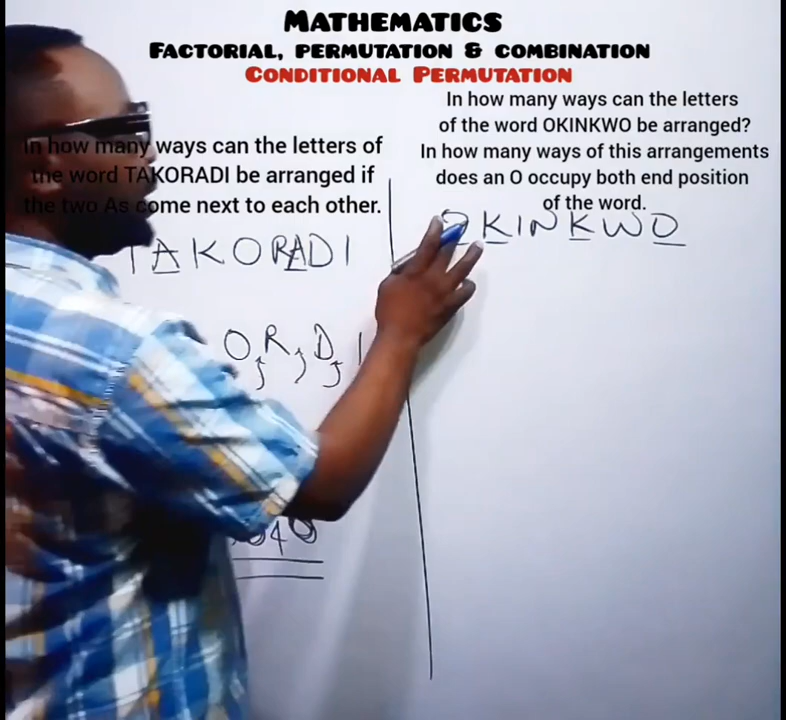 MATHEMATICS
FACTORIAL, PERMUTATION & COMBINATION
CONDITIONAL PERMUTATION
In how many ways can the letters of
the word TAKORADI be arranged if
the two As come next to each other.
TAKORADI
O, R, D, I
In how many ways can the letters
of the word OKINKWO be arranged?
In how many ways of this arrangements
does an O occupy both end position
of the word.
OKINKWO